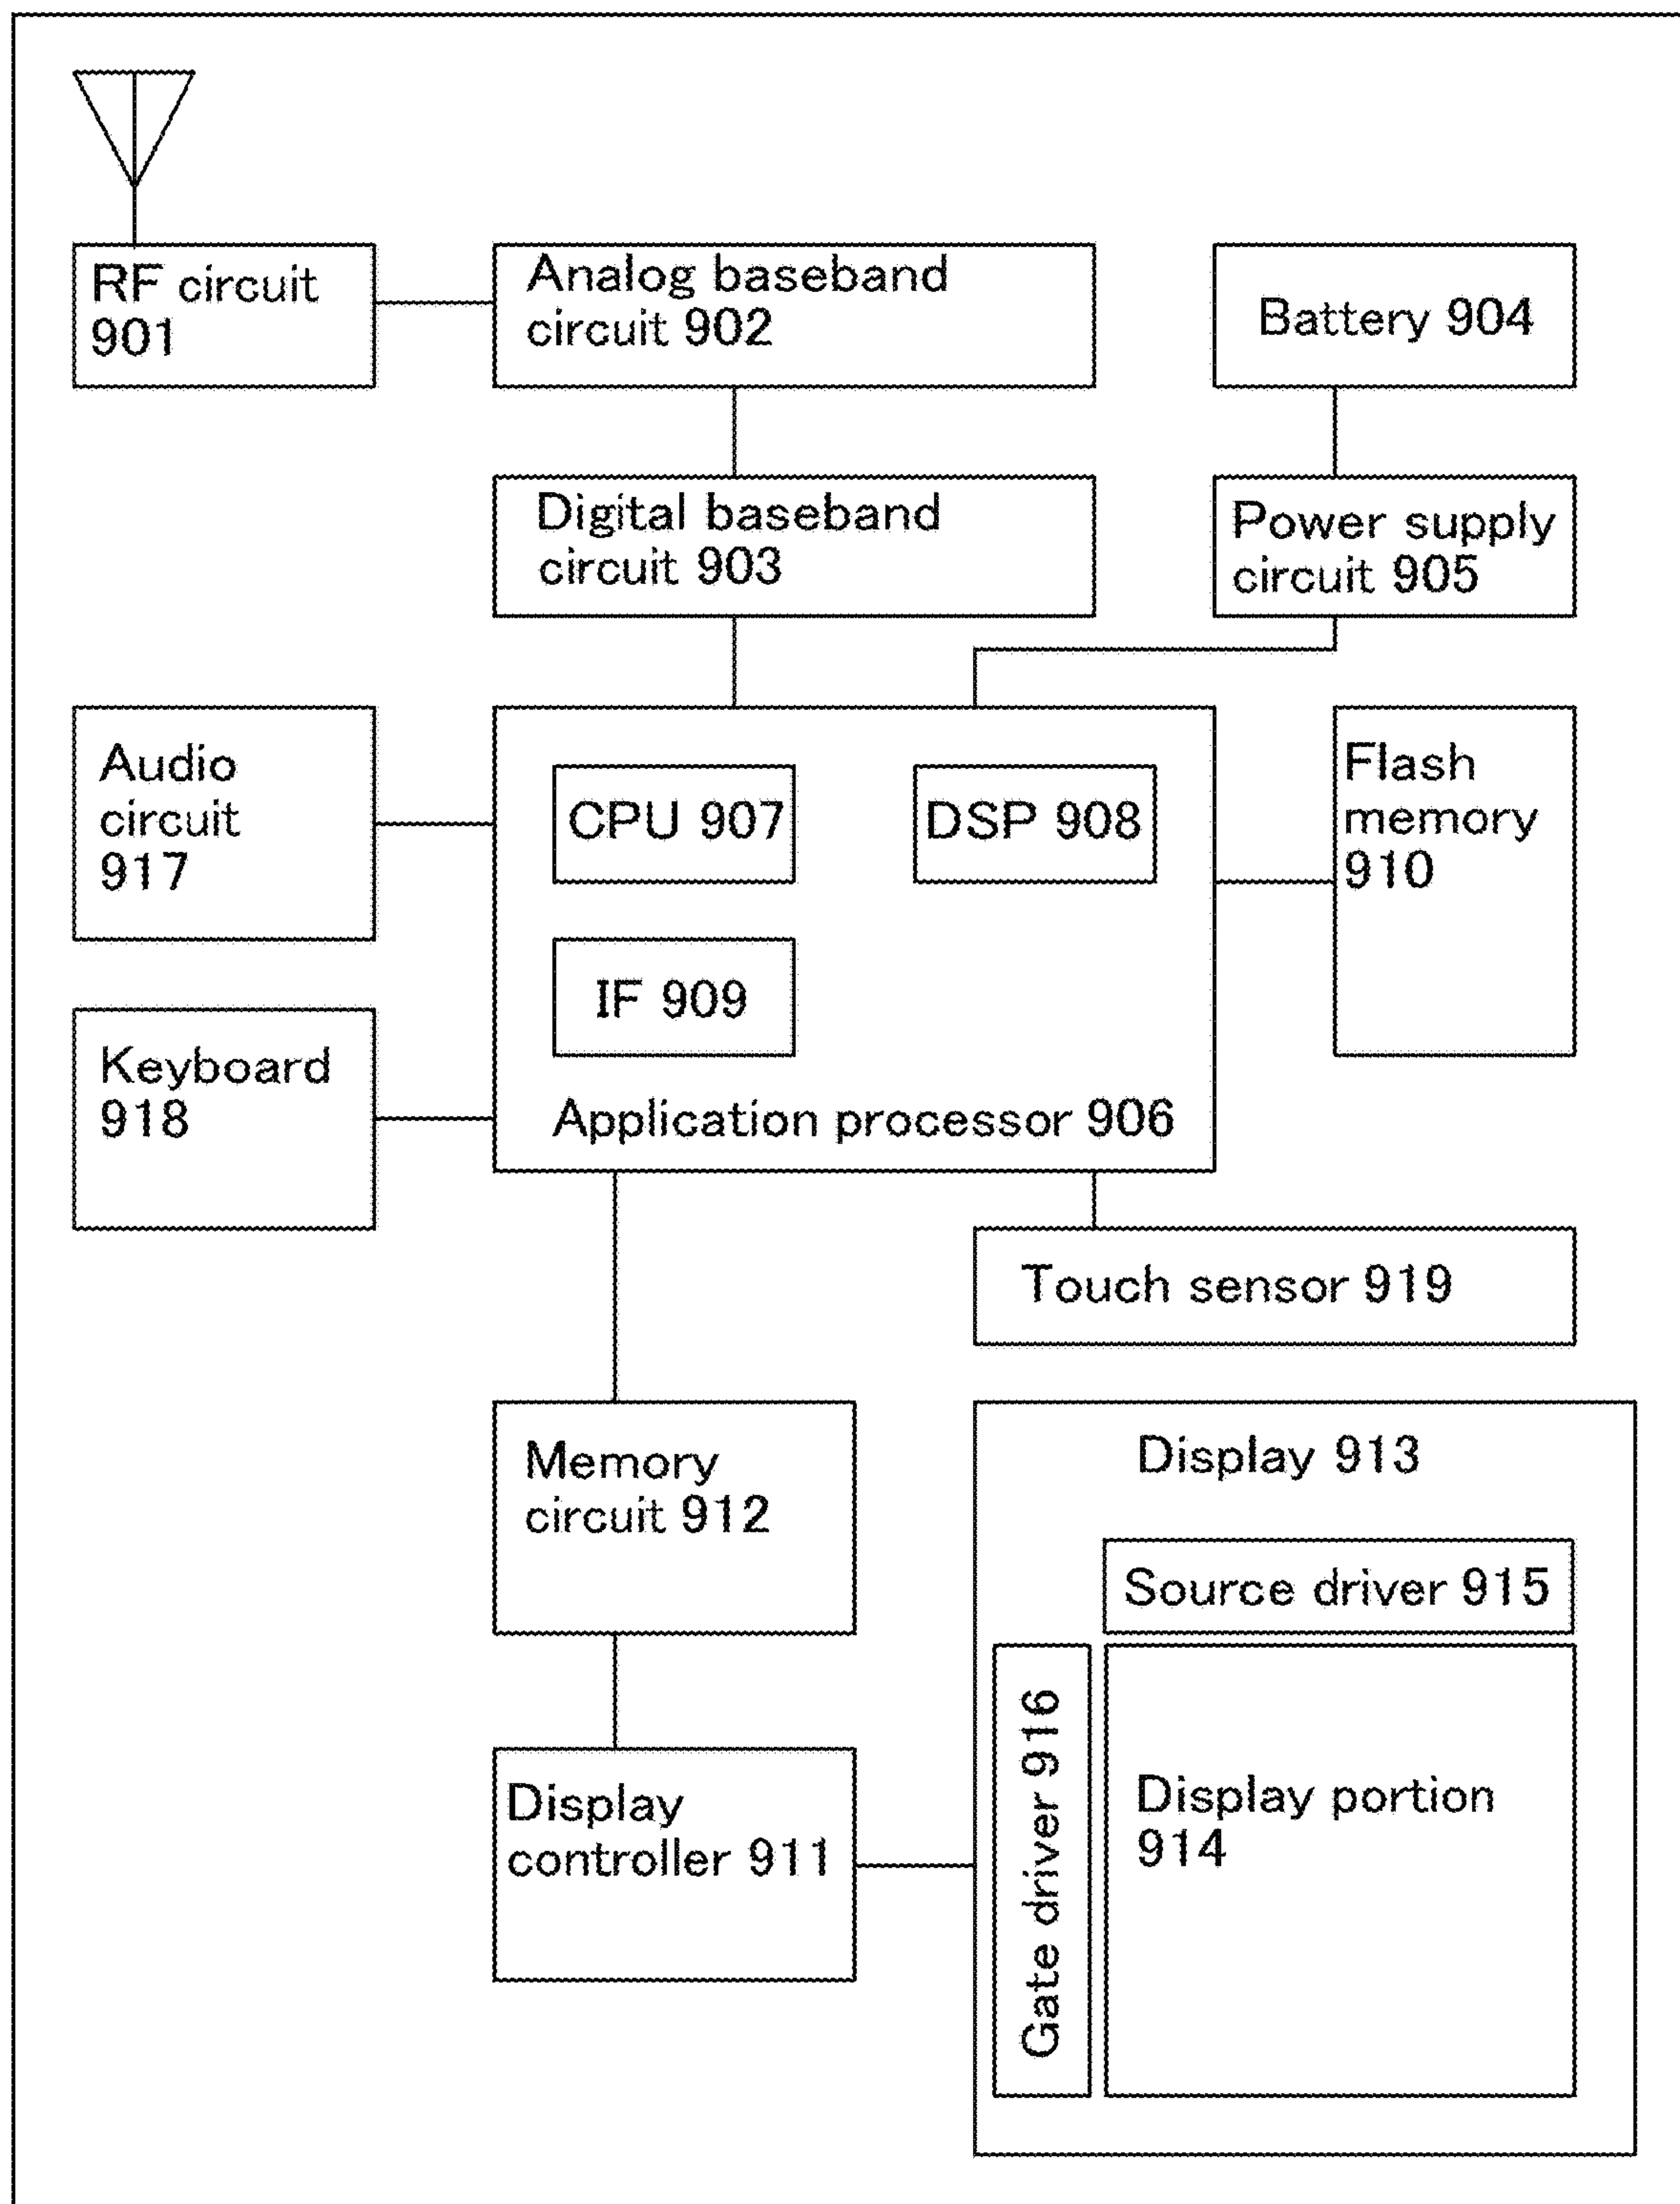 RF circuit
901
Analog baseband
circuit 902
Battery 904
Digital baseband
circuit 903
Power supply
circuit 905
Audio
circuit
917
CPU 907
DSP 908
Flash
memory
910
IF 909
Keyboard
918
Application processor 906
Touch sensor 919
Memory
circuit 912
Display 913
Source driver 915
Gate driver 916
Display portion
914
Display
controller 911